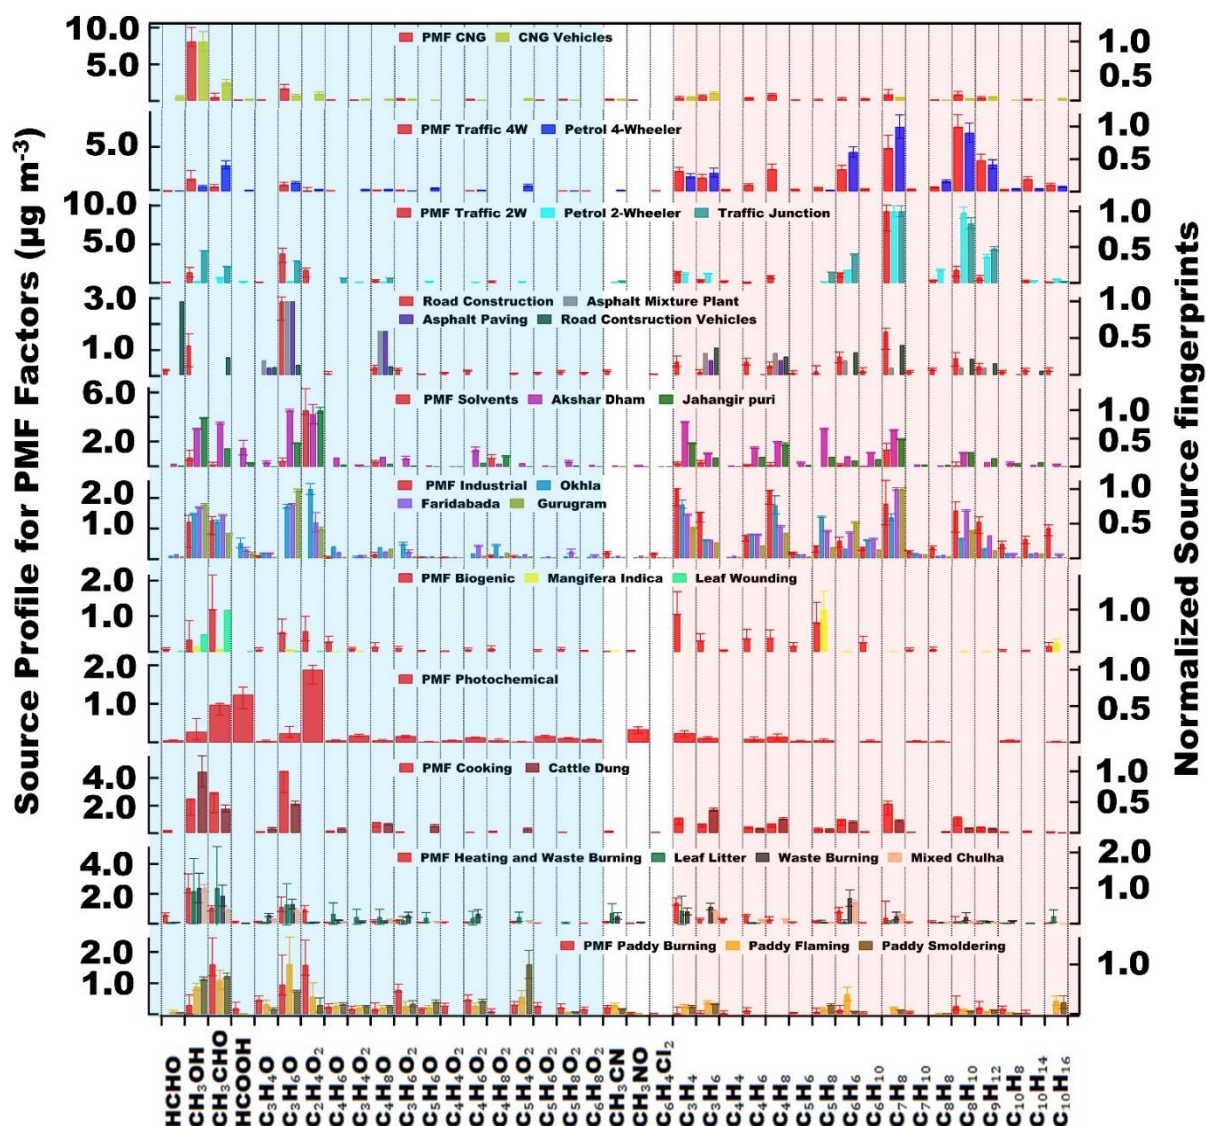 Source Profile for PMF Factors (µg m⁻³)
Normalized Source fingerprints
10.0
5.0
PMF CNG CNG Vehicles
1.0
0.5
5.0
PMF Traffic 4W Petrol 4-Wheeler
1.0
0.5
10.0
5.0
PMF Traffic 2W Petrol 2-Wheeler Traffic Junction
1.0
0.5
3.0
1.0
Road Construction Asphalt Mixture Plant
Asphalt Paving Road Contsruction Vehicles
1.0
0.5
6.0
2.0
PMF Solvents Akshar Dham Jahangir puri
1.0
0.5
2.0
1.0
PMF Industrial Okhla
Faridabada Gurugram
1.0
0.5
2.0
1.0
PMF Biogenic Mangifera Indica Leaf Wounding
1.0
2.0
1.0
PMF Photochemical
1.0
0.5
4.0
2.0
PMF Cooking Cattle Dung
1.0
0.5
4.0
2.0
PMF Heating and Waste Burning Leaf Litter Waste Burning Mixed Chulha
2.0
1.0
2.0
1.0
PMF Paddy Burning Paddy Flaming Paddy Smoldering
1.0
HCHO
CH₃OH
CH₃CHO
HCOOH
C₃H₄O
C₃H₆O
C₂H₄O₂
C₄H₆O
C₃H₄O₂
C₄H₈O
C₃H₆O₂
C₅H₆O
C₄H₄O₂
C₄H₆O₂
C₄H₈O₂
C₅H₄O₂
C₅H₆O₂
C₅H₈O₂
C₆H₈O₂
CH₃CN
CH₃NO
C₆H₄Cl₂
C₃H₄
C₃H₆
C₄H₄
C₄H₆
C₄H₈
C₅H₆
C₅H₈
C₆H₆
C₆H₁₀
C₇H₈
C₇H₁₀
C₈H₈
C₈H₁₀
C₉H₁₂
C₁₀H₈
C₁₀H₁₄
C₁₀H₁₆